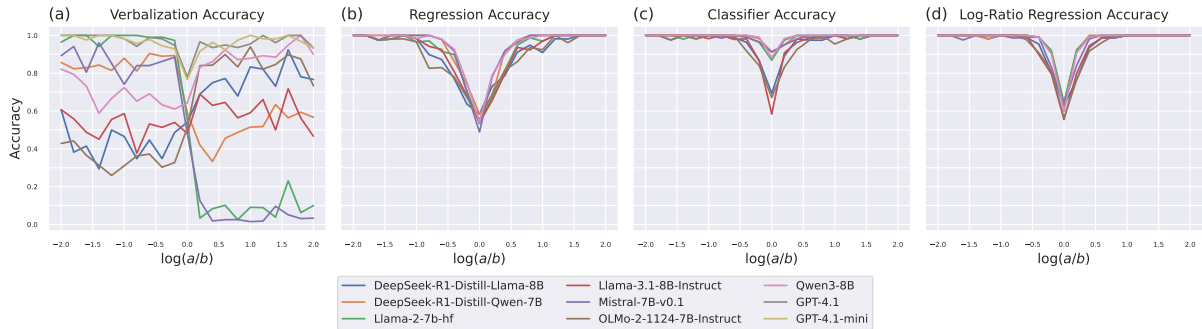 (a) Verbalization Accuracy
(b) Regression Accuracy
(c) Classifier Accuracy
(d) Log-Ratio Regression Accuracy
Accuracy
1.0
0.8
0.6
0.4
0.2
0.0
−2.0 −1.5 −1.0 −0.5 0.0 0.5 1.0 1.5 2.0
−2.0 −1.5 −1.0 −0.5 0.0 0.5 1.0 1.5 2.0
−2.0 −1.5 −1.0 −0.5 0.0 0.5 1.0 1.5 2.0
−2.0 −1.5 −1.0 −0.5 0.0 0.5 1.0 1.5 2.0
log(a/b)
log(a/b)
log(a/b)
log(a/b)
DeepSeek-R1-Distill-Llama-8B
DeepSeek-R1-Distill-Qwen-7B
Llama-2-7b-hf
Llama-3.1-8B-Instruct
Mistral-7B-v0.1
OLMo-2-1124-7B-Instruct
Qwen3-8B
GPT-4.1
GPT-4.1-mini